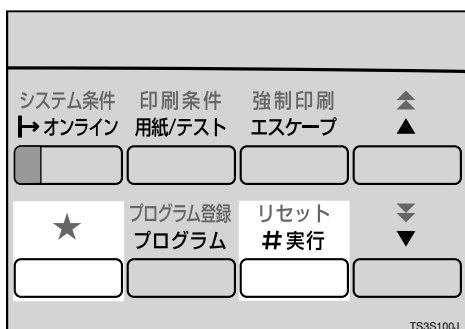 システム条件 印刷条件 強制印刷
オンライン 用紙/テスト エスケープ
★ プログラム登録 リセット
プログラム #実行
TS3S100J